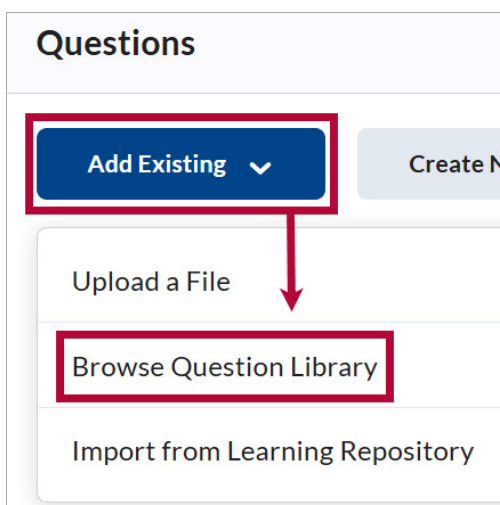 Questions
Add Existing
Create
Upload a File
Browse Question Library
Import from Learning Repository